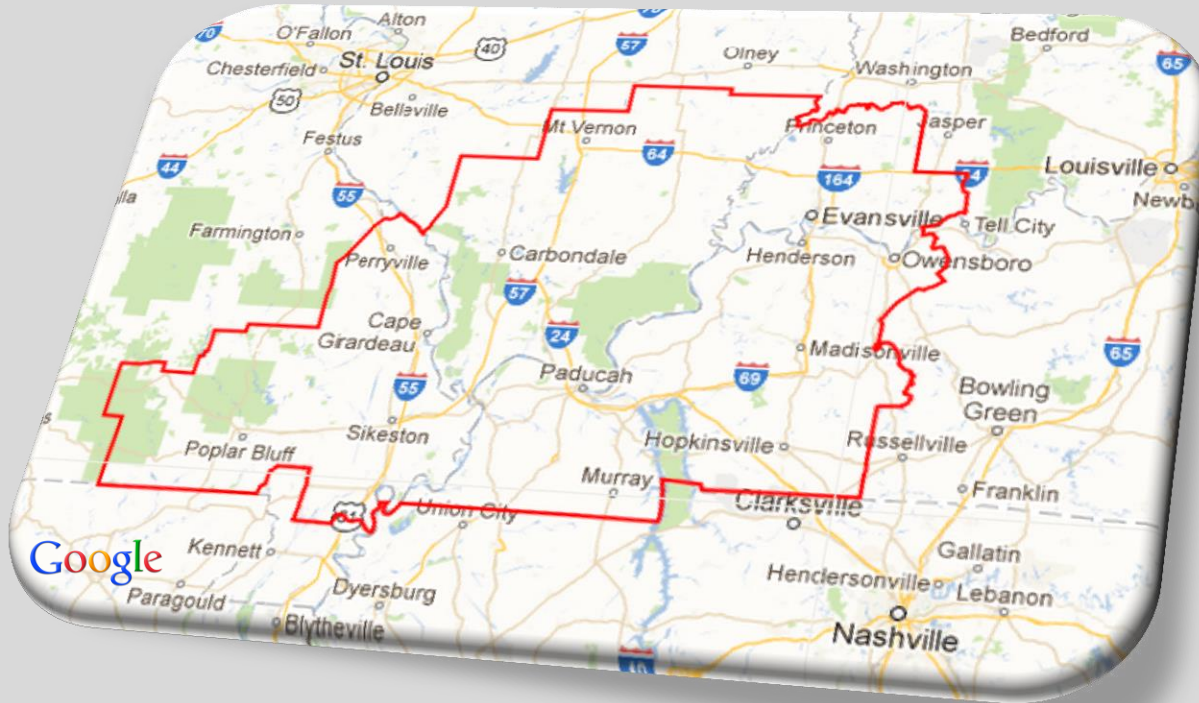 Alton
O'Fallon
70
40
57
Bedford
65
Olney
Chesterfield
St. Louis
Washington
50
Belleville
Festus
Mt Vernon
Princeton
Jasper
64
44
164
Louisville
55
Evansville
Tell City
Farmington
Henderson
Owensboro
Perryville
Carbondale
57
Cape
Girardeau
24
Madisonville
65
Paducah
69
Bowling
Green
55
Sikeston
Hopkinsville
Russellville
Poplar Bluff
Murray
Franklin
Clarksville
Union City
Kennett
Gallatin
Google
Hendersonville
Lebanon
Dyersburg
Paragould
Blytheville
Nashville